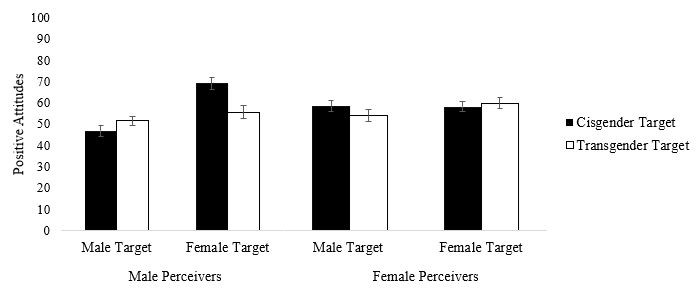 Positive Attitudes
100
90
80
70
60
50
40
30
20
10
0
Male Target
Female Target
Male Target
Female Target
Male Perceivers
Female Perceivers
Cisgender Target
Transgender Target